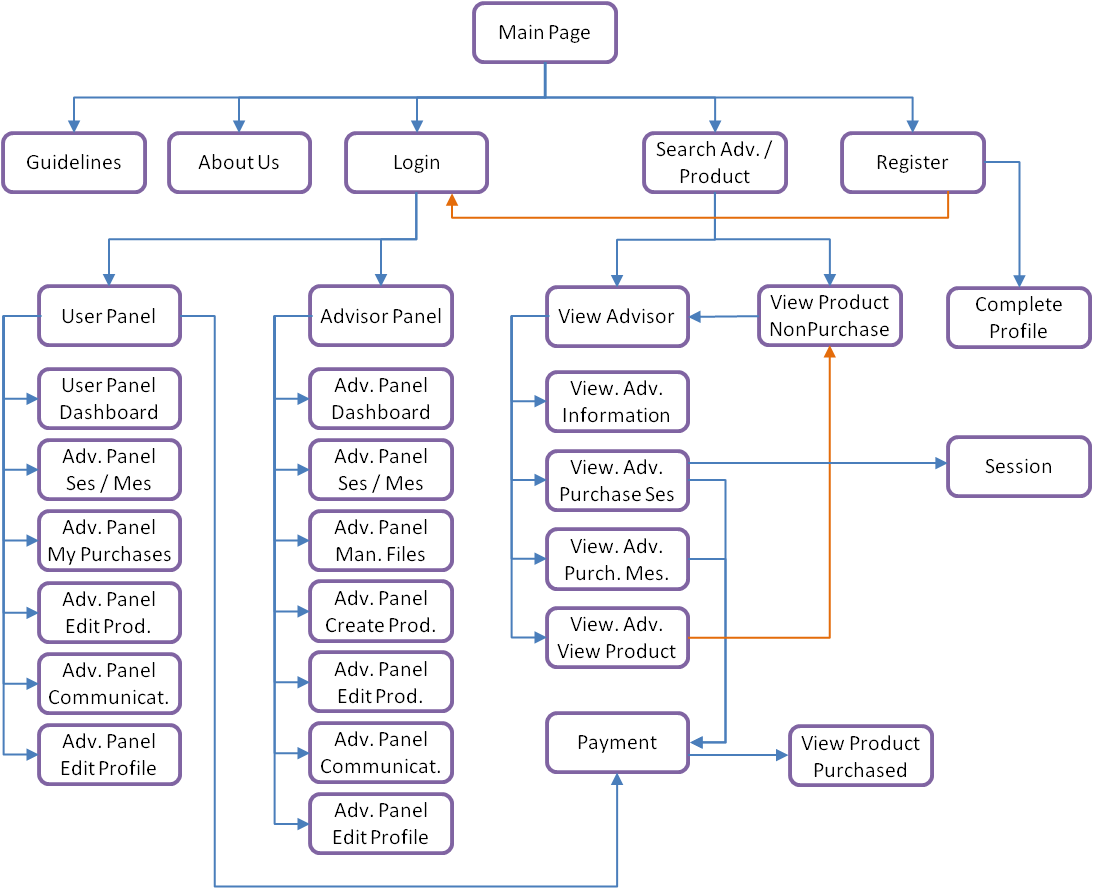 Main Page
Guidelines
About Us
Login
Search Adv. /
Product
Register
User Panel
Advisor Panel
View Advisor
View Product
NonPurchase
Complete
Profile
User Panel
Dashboard
Adv. Panel
Ses / Mes
Adv. Panel
My Purchases
Adv. Panel
Edit Prod.
Adv. Panel
Communicat.
Adv. Panel
Edit Profile
Adv. Panel
Dashboard
Adv. Panel
Ses / Mes
Adv. Panel
Man. Files
Adv. Panel
Create Prod.
Adv. Panel
Edit Prod.
Adv. Panel
Communicat.
Adv. Panel
Edit Profile
View. Adv.
Information
View. Adv.
Purchase Ses
View. Adv.
Purch. Mes.
View. Adv.
View Product
Session
Payment
View Product
Purchased